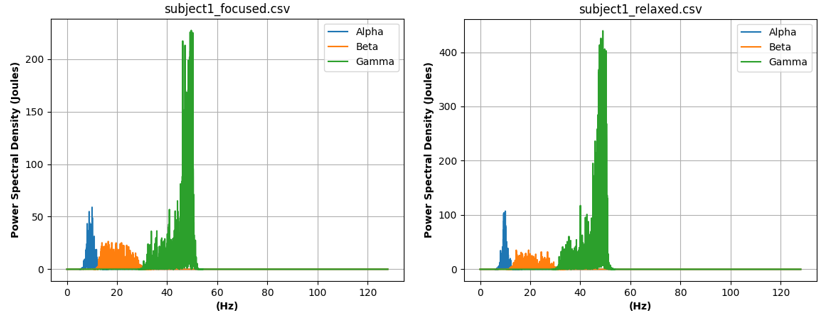 subject1_focused.csv
Power Spectral Density (Joules)
200
150
100
50
0
0 20 40 60 80 100 120
(Hz)
Alpha
Beta
Gamma
subject1_relaxed.csv
Power Spectral Density (Joules)
400
300
200
100
0
0 20 40 60 80 100 120
(Hz)
Alpha
Beta
Gamma